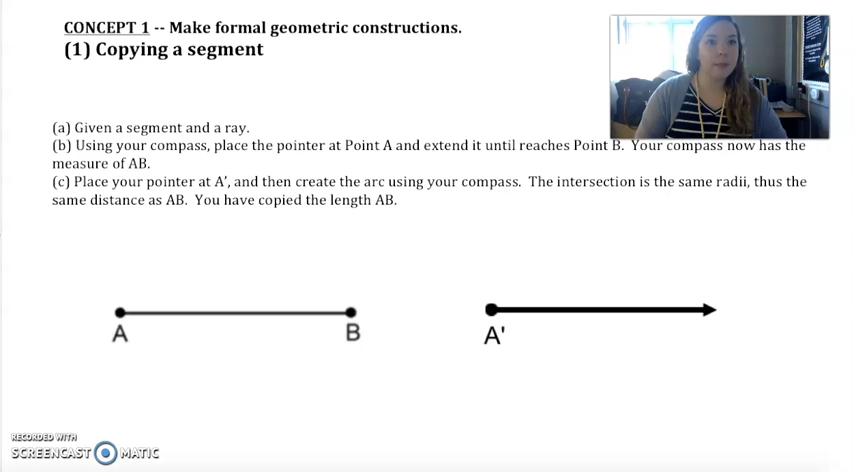 CONCEPT 1 -- Make formal geometric constructions.
(1) Copying a segment
(a) Given a segment and a ray.
(b) Using your compass, place the pointer at Point A and extend it until reaches Point B. Your compass now has the
measure of AB.
(c) Place your pointer at A', and then create the arc using your compass. The intersection is the same radii, thus the
same distance as AB. You have copied the length AB.
A B A'
RECORDED WITH
SCREENCAST MATIC